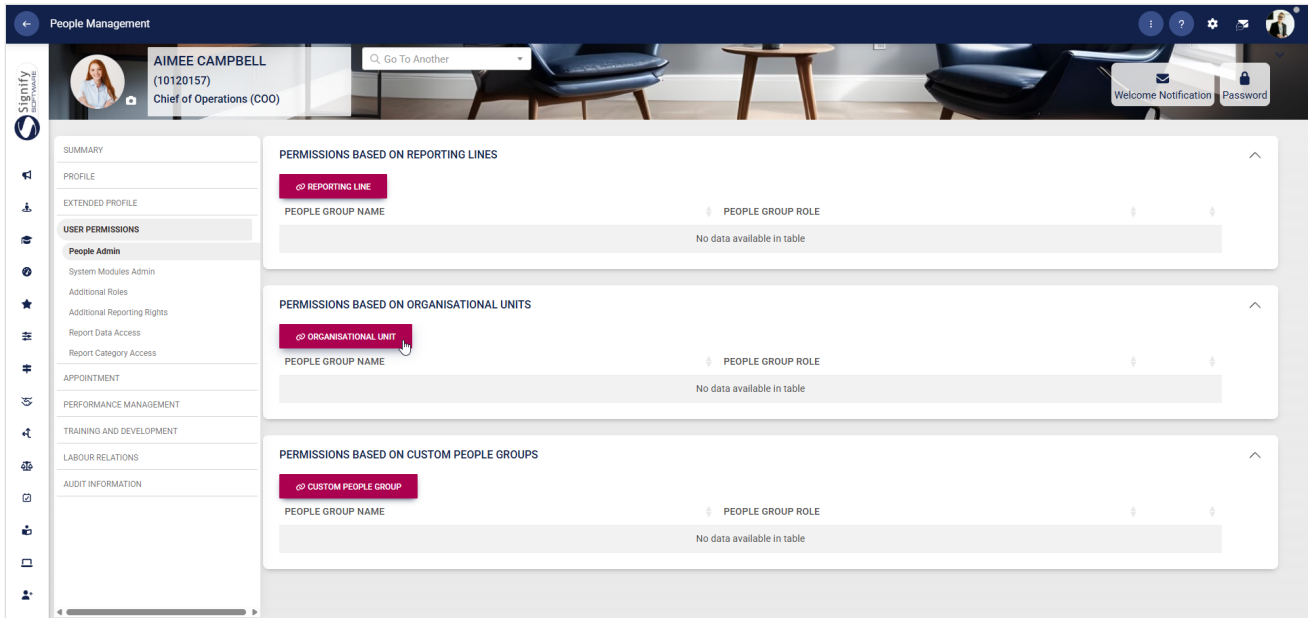 People Management
?
Signify
SOFTWARE
AIMEE CAMPBELL
(10120157)
Chief of Operations (COO)
Go To Another
Welcome Notification
Password
SUMMARY
PROFILE
EXTENDED PROFILE
USER PERMISSIONS
People Admin
System Modules Admin
Additional Roles
Additional Reporting Rights
Report Data Access
Report Category Access
APPOINTMENT
PERFORMANCE MANAGEMENT
TRAINING AND DEVELOPMENT
LABOUR RELATIONS
AUDIT INFORMATION
PERMISSIONS BASED ON REPORTING LINES
REPORTING LINE
PEOPLE GROUP NAME PEOPLE GROUP ROLE
No data available in table
PERMISSIONS BASED ON ORGANISATIONAL UNITS
ORGANISATIONAL UNIT
PEOPLE GROUP NAME PEOPLE GROUP ROLE
No data available in table
PERMISSIONS BASED ON CUSTOM PEOPLE GROUPS
CUSTOM PEOPLE GROUP
PEOPLE GROUP NAME PEOPLE GROUP ROLE
No data available in table